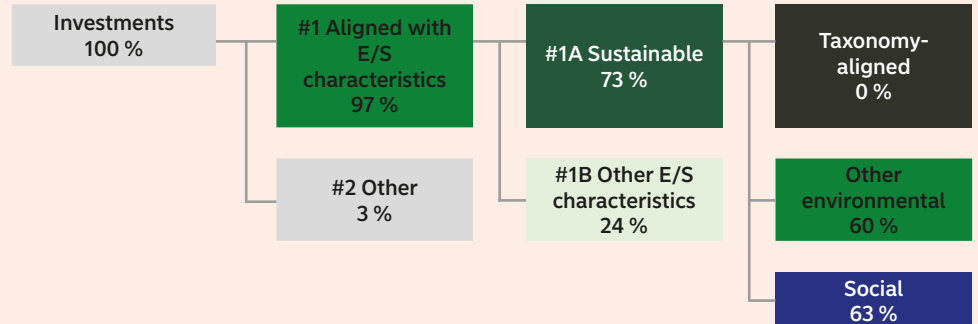 Investments
100 %
#1 Aligned with
E/S
characteristics
97 %
#2 Other
3 %
#1A Sustainable
73 %
#1B Other E/S
characteristics
24 %
Taxonomy-
aligned
0 %
Other
environmental
60 %
Social
63 %